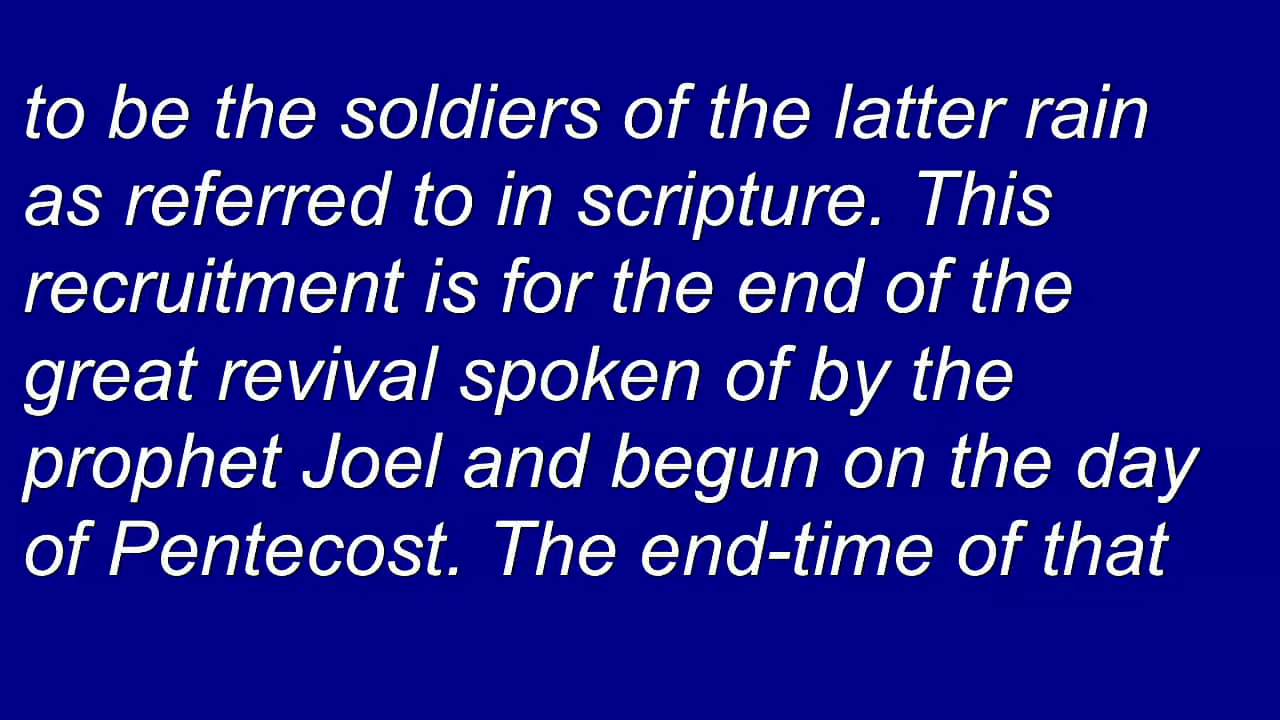 to be the soldiers of the latter rain
as referred to in scripture. This
recruitment is for the end of the
great revival spoken of by the
prophet Joel and begun on the day
of Pentecost. The end-time of that